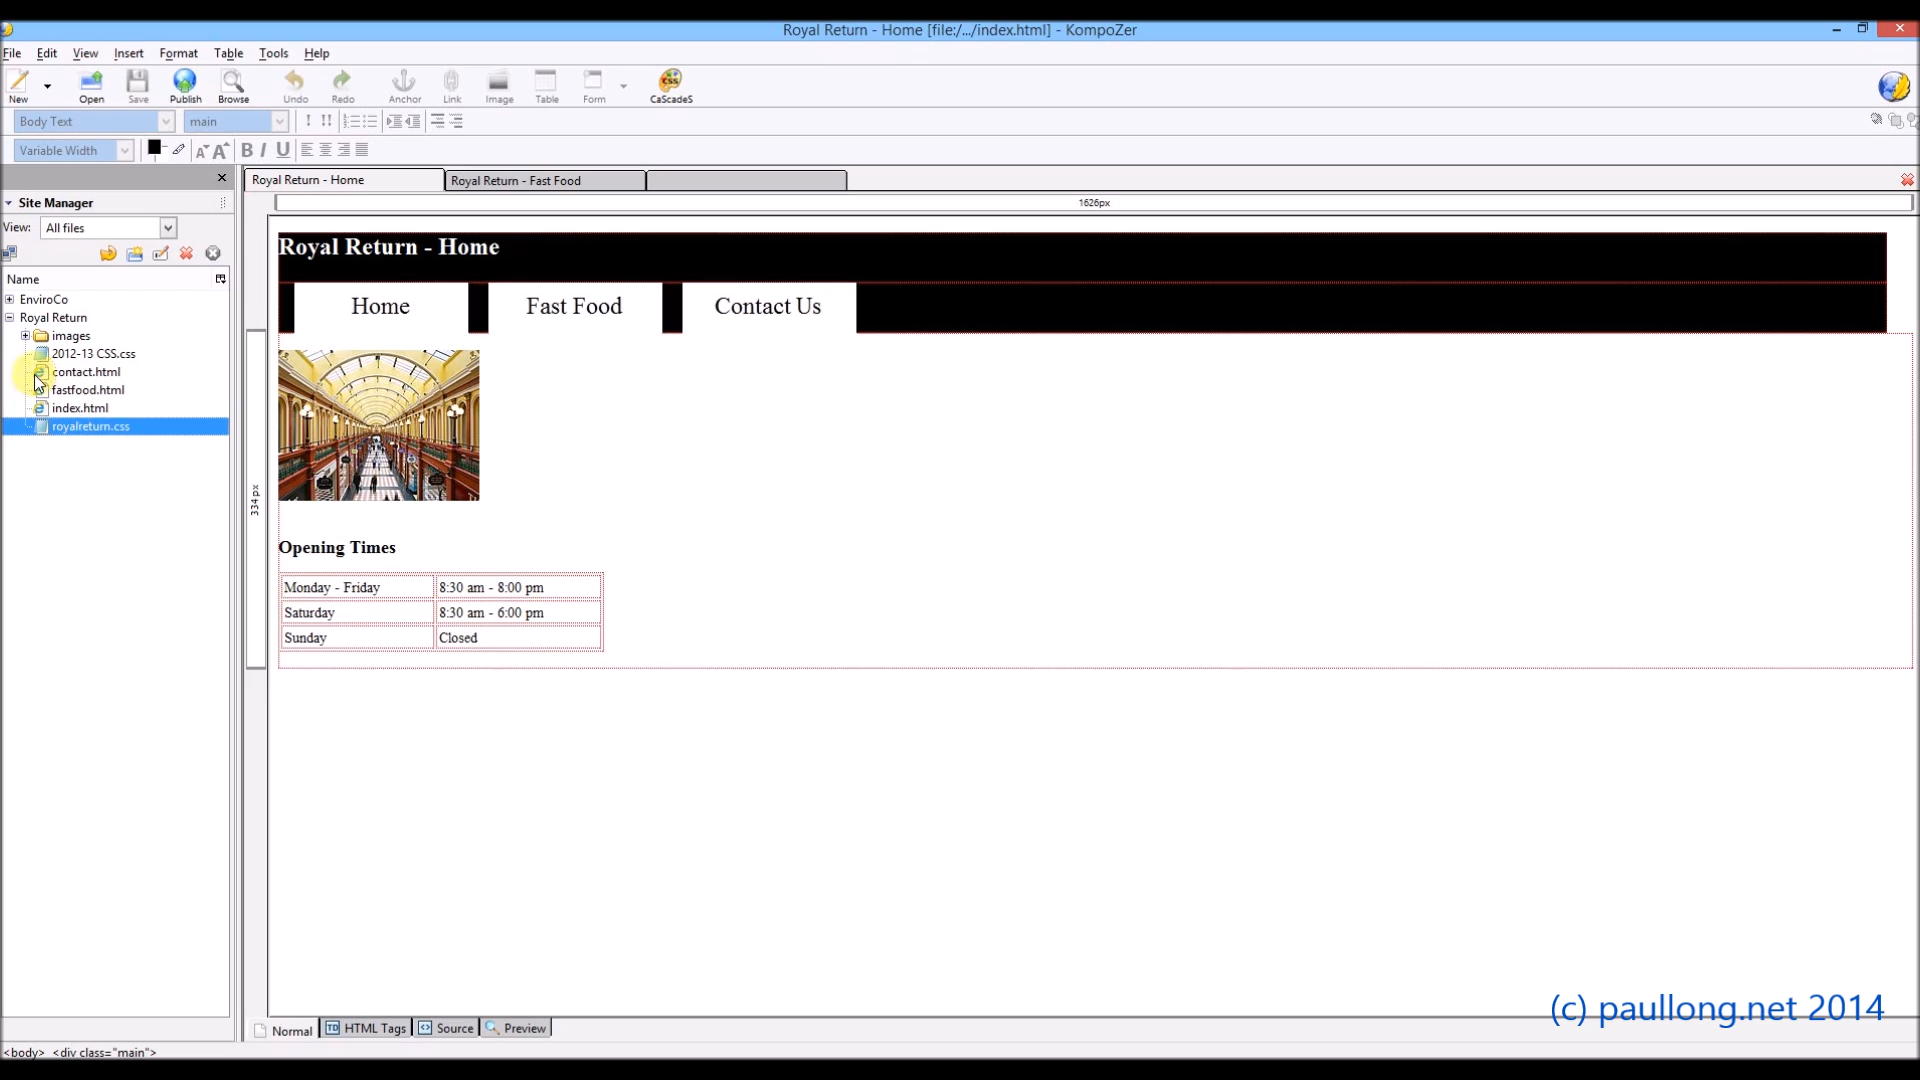 Royal Return - Home [file:/.../index.html] - KompoZer
File Edit View Insert Format Table Tools Help
New Open Save Publish Browse Undo Redo Anchor Link Image Table Form CaScadeS
Body Text main ! !!
Variable Width A A B I U
Royal Return - Home Royal Return - Fast Food
Site Manager
View: All files
1626px
Name
EnviroCo
Royal Return
images
2012-13 CSS.css
contact.html
fastfood.html
index.html
royalreturn.css
334 px
Royal Return - Home
Home Fast Food Contact Us
Opening Times
Monday - Friday 8:30 am - 8:00 pm
Saturday 8:30 am - 6:00 pm
Sunday Closed
(c) paullong.net 2014
Normal TD HTML Tags <> Source Preview
<body> <div class="main">